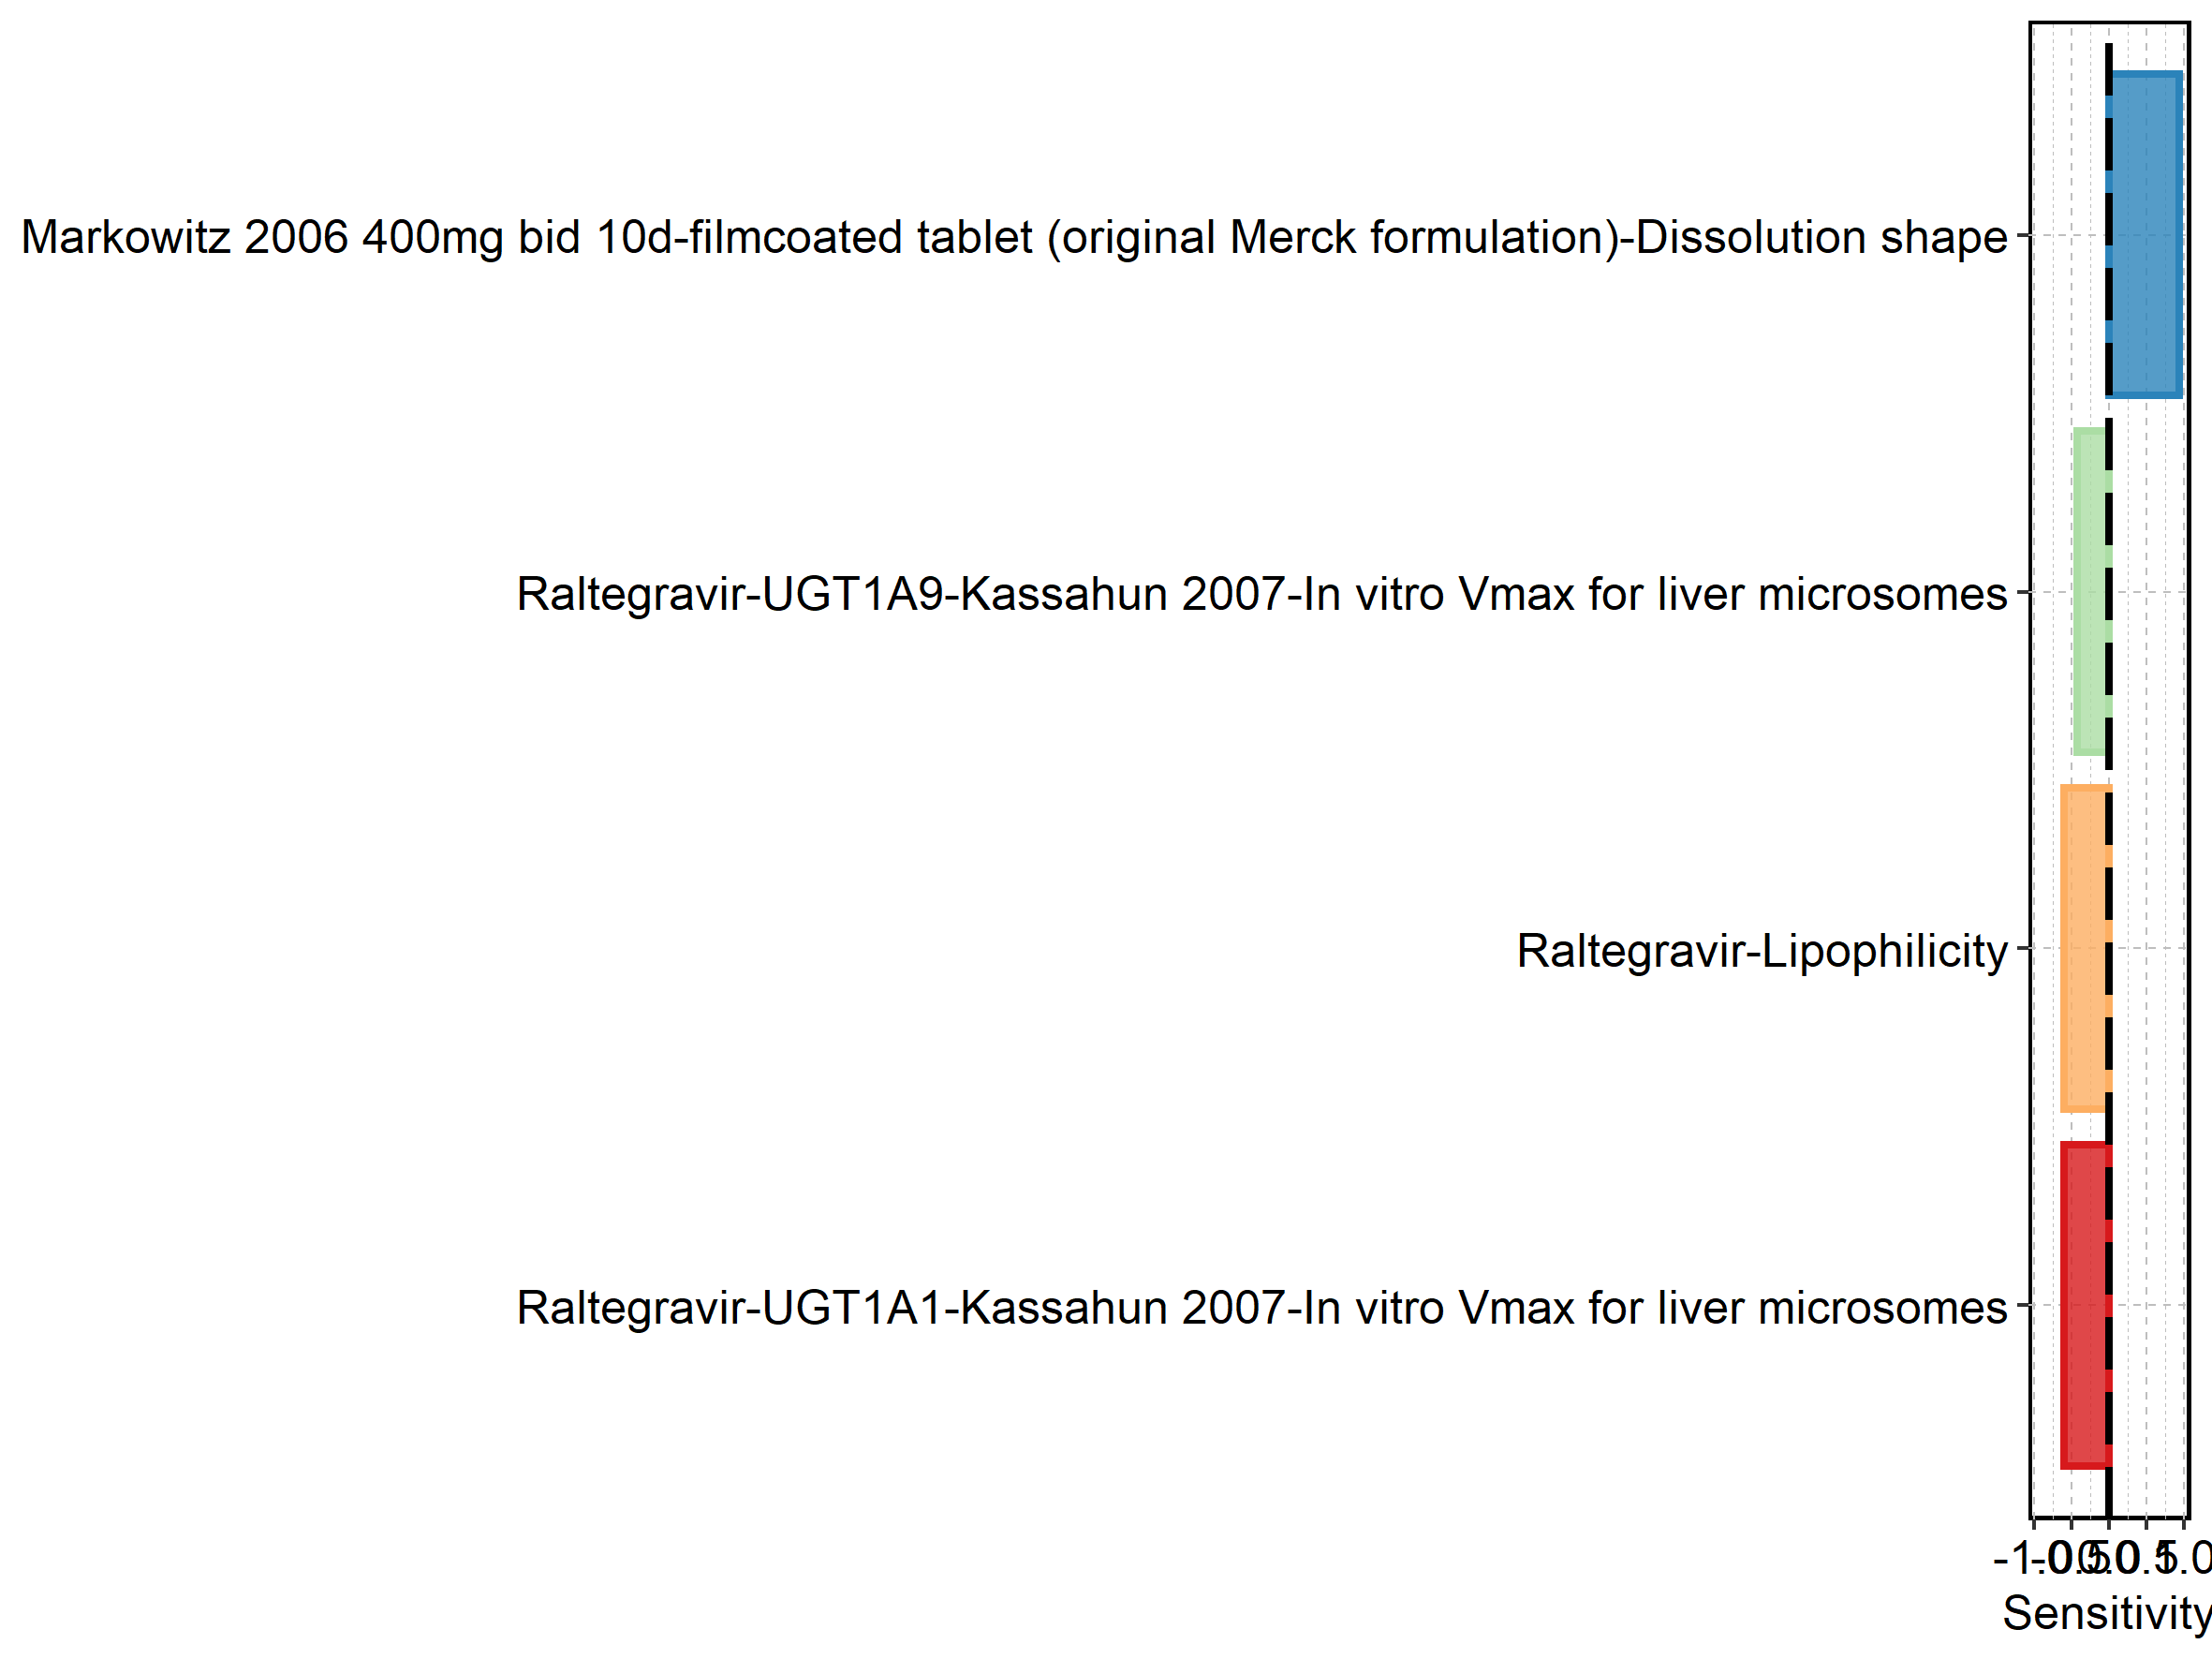 Markowitz 2006 400mg bid 10d-filmcoated tablet (original Merck formulation)-Dissolution shape
Raltegravir-UGT1A9-Kassahun 2007-In vitro Vmax for liver microsomes
Raltegravir-Lipophilicity
Raltegravir-UGT1A1-Kassahun 2007-In vitro Vmax for liver microsomes
-1.0 -0.5 0.0 0.5 1.0
Sensitivity